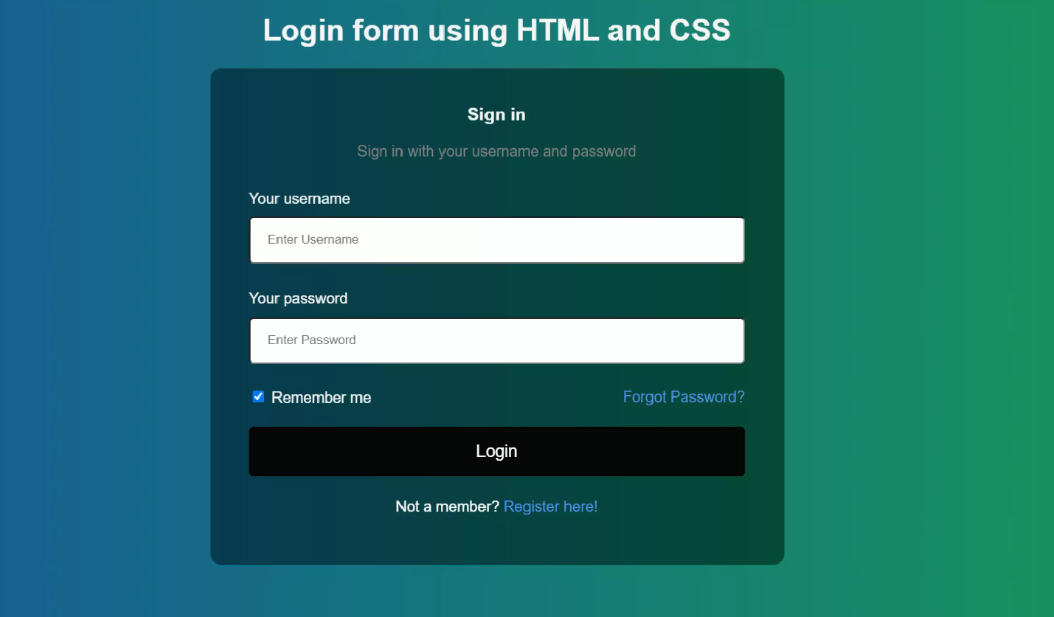 Login form using HTML and CSS
Sign in
Sign in with your username and password
Your username
Enter Username
Your password
Enter Password
Remember me Forgot Password?
Login
Not a member? Register here!